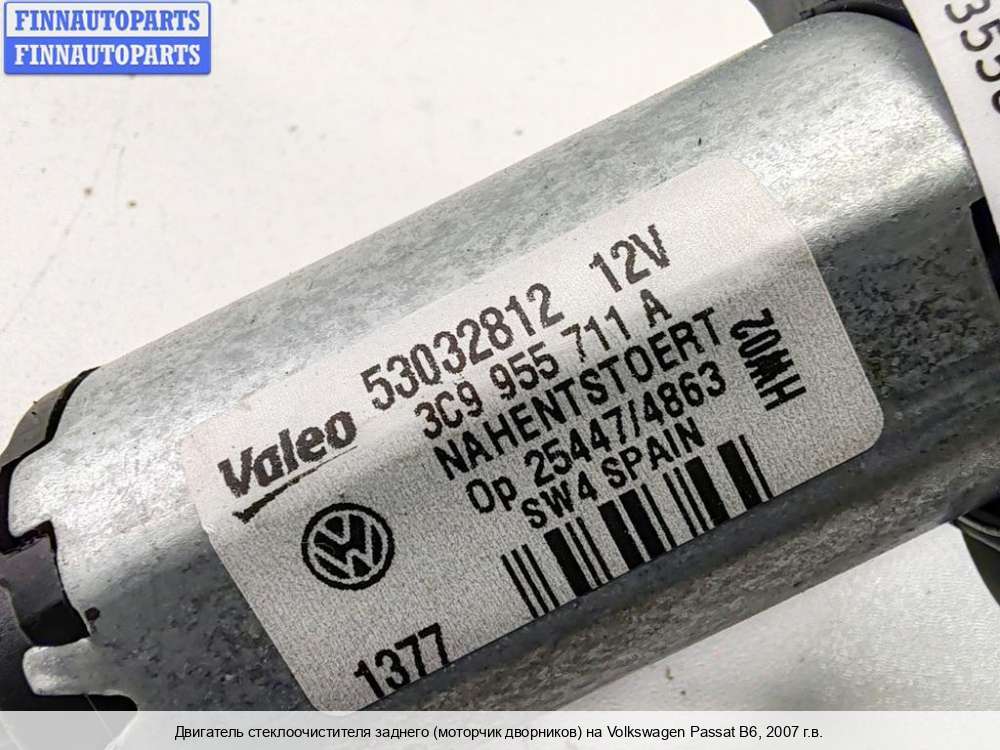 FINNAUTOPARTS
FINNAUTOPARTS
Valeo
53032812 12V
3C9 955 711 A
NAHENTSTOERT
Op 25447/4863
SW4 SPAIN
HW02
1377
Двигатель стеклоочистителя заднего (моторчик дворников) на Volkswagen Passat B6, 2007 г.в.